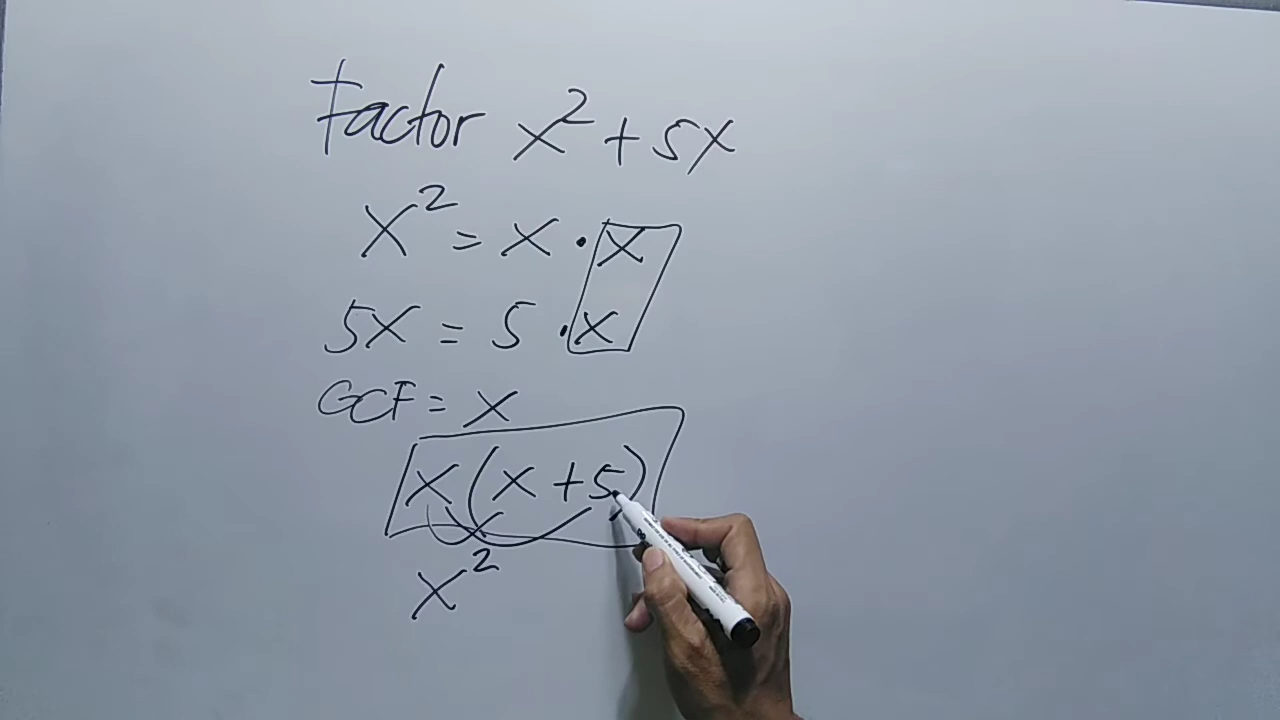 Factor x² + 5x
x² = x · x
5x = 5 · x
GCF = x
x(x + 5)
x²